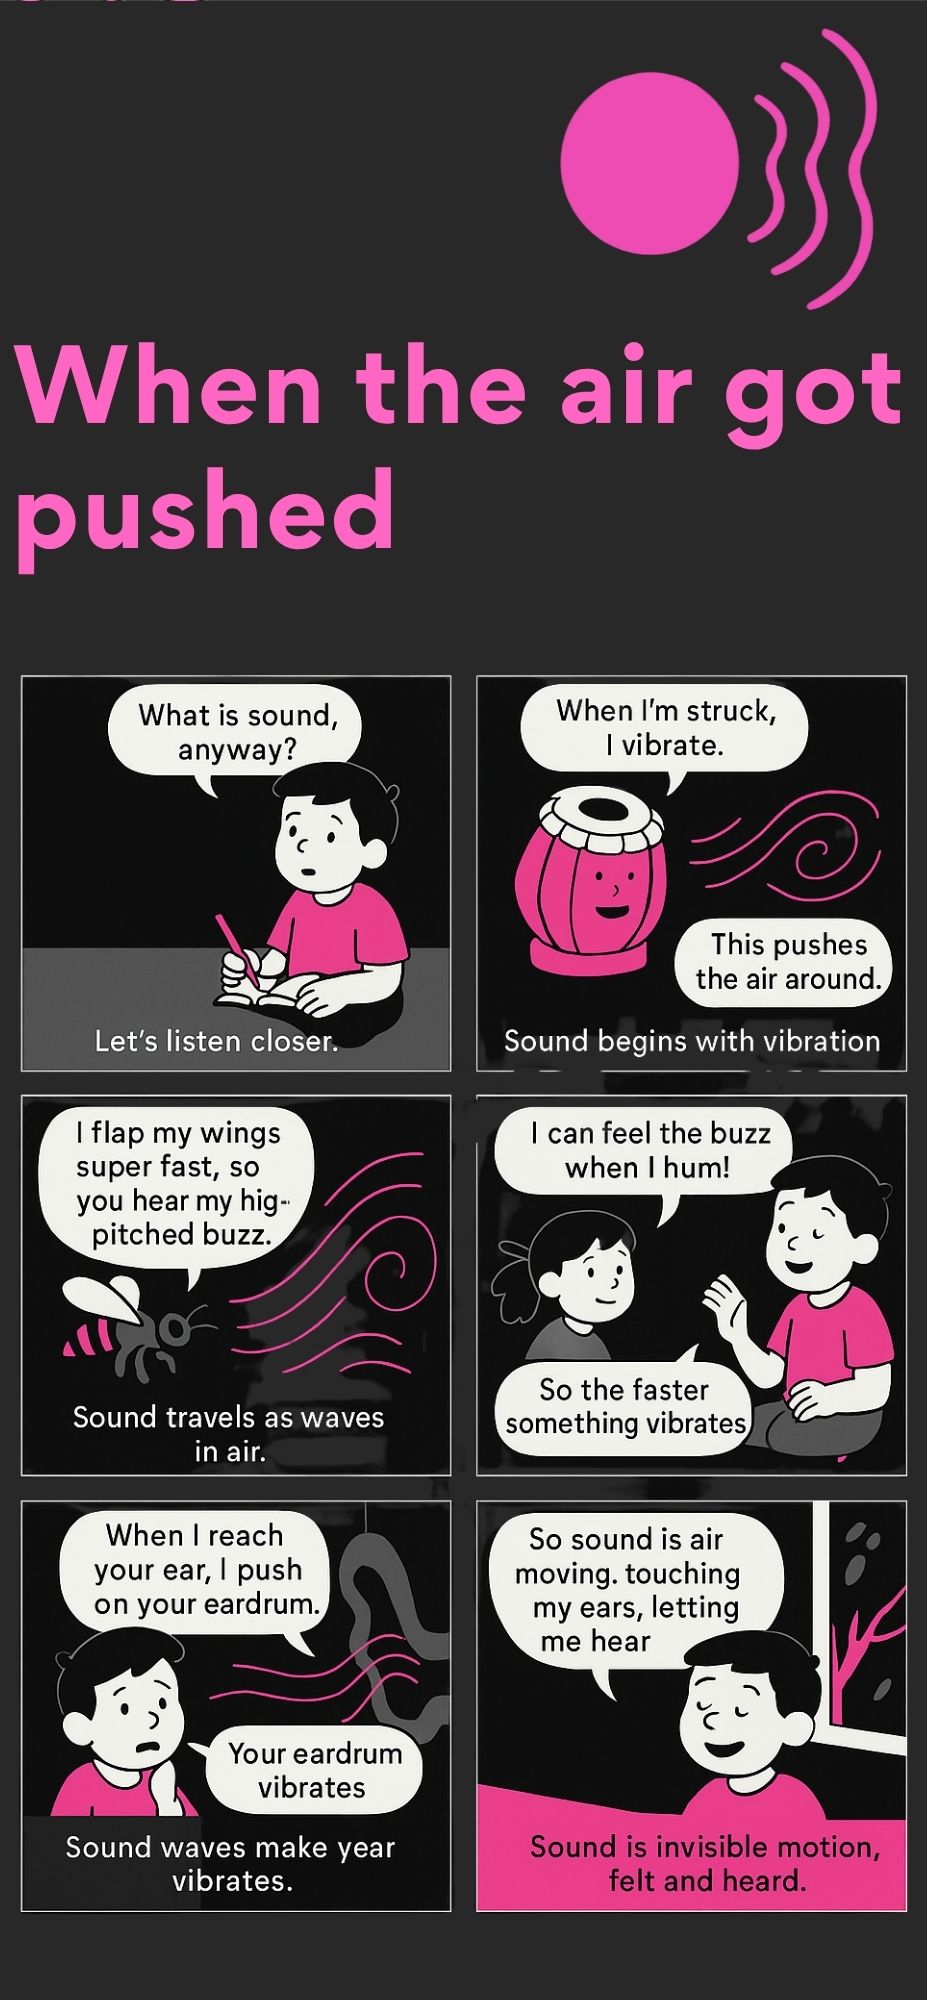 When the air got
pushed
What is sound,
anyway?
Let's listen closer.
When I'm struck,
I vibrate.
This pushes
the air around.
Sound begins with vibration
I flap my wings
super fast, so
you hear my hig-
pitched buzz.
Sound travels as waves
in air.
I can feel the buzz
when I hum!
So the faster
something vibrates
When I reach
your ear, I push
on your eardrum.
Your eardrum
vibrates
Sound waves make year
vibrates.
So sound is air
moving. touching
my ears, letting
me hear
Sound is invisible motion,
felt and heard.